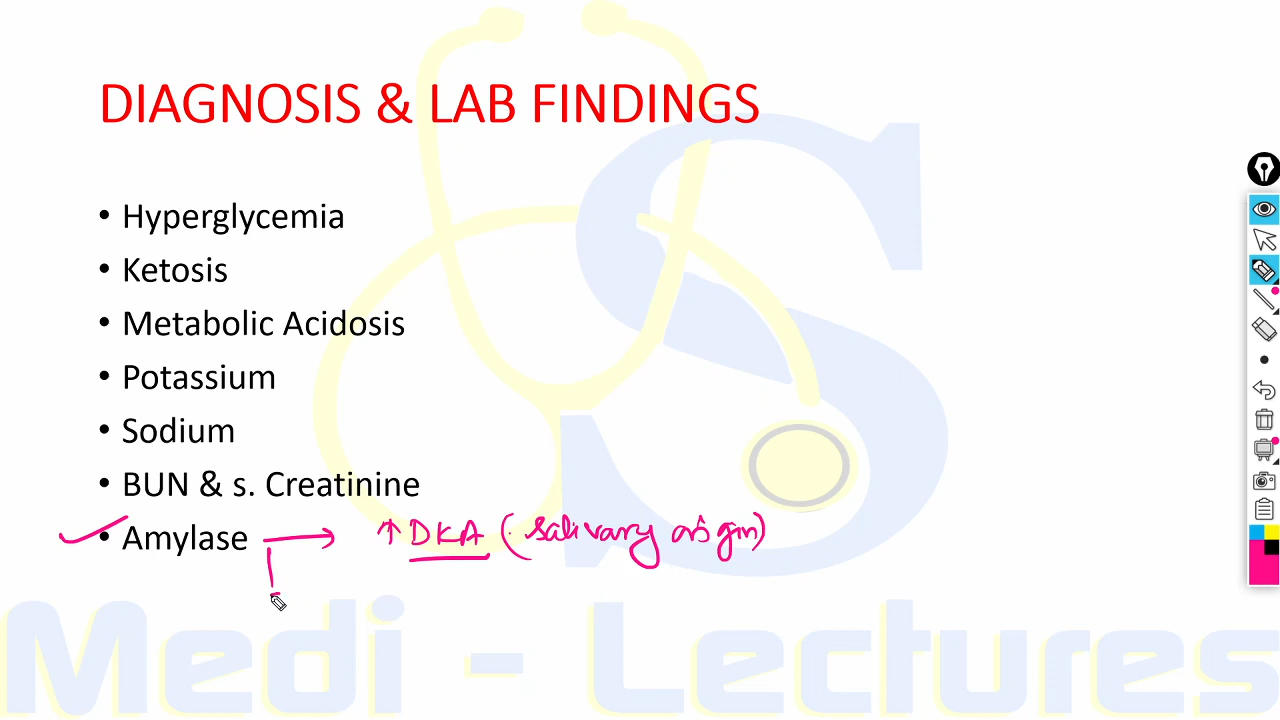 DIAGNOSIS & LAB FINDINGS
• Hyperglycemia
• Ketosis
• Metabolic Acidosis
• Potassium
• Sodium
• BUN & s. Creatinine
• Amylase → ↑ DKA (salivary origin)
Medi - Lectures